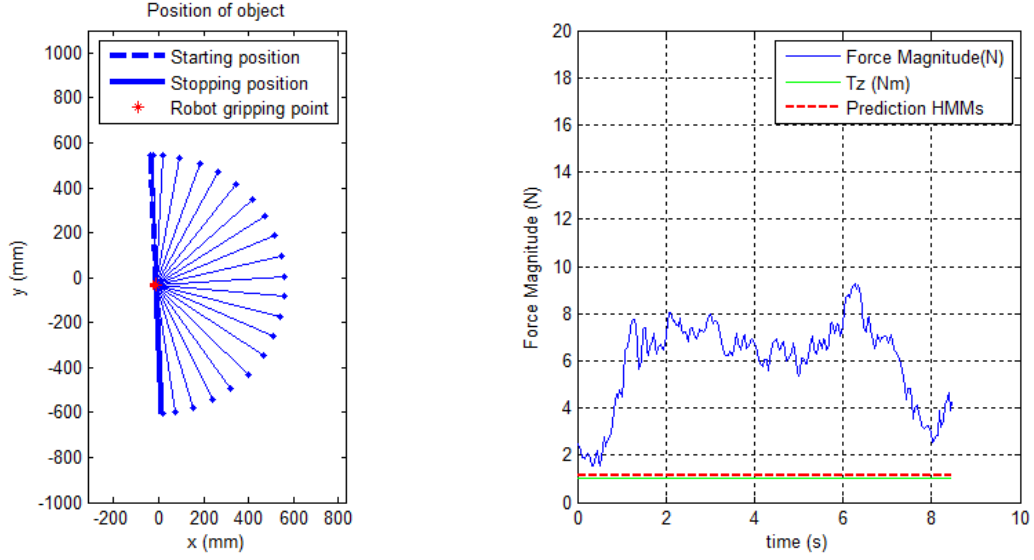 Position of object
1000
800
600
400
200
0
-200
-400
-600
-800
-1000
y (mm)
-200 0 200 400 600 800
x (mm)
Starting position
Stopping position
Robot gripping point
20
18
16
14
12
10
8
6
4
2
0
Force Magnitude (N)
0 2 4 6 8 10
time (s)
Force Magnitude(N)
Tz (Nm)
Prediction HMMs